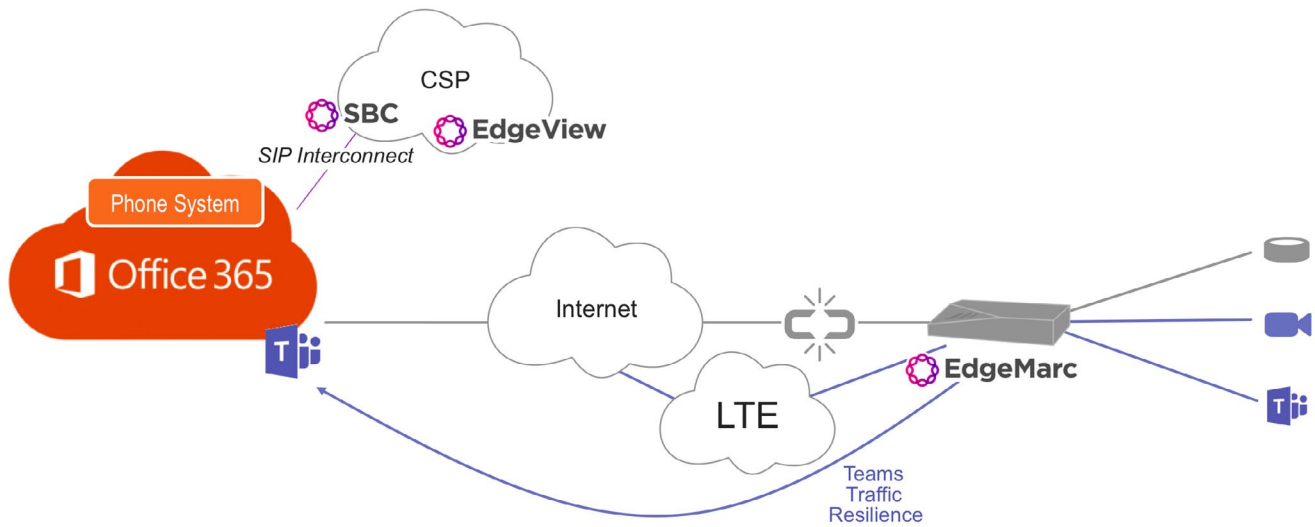 CSP
SBC
EdgeView
SIP Interconnect
Phone System
Office 365
Internet
T
EdgeMarc
LTE
T
Teams
Traffic
Resilience